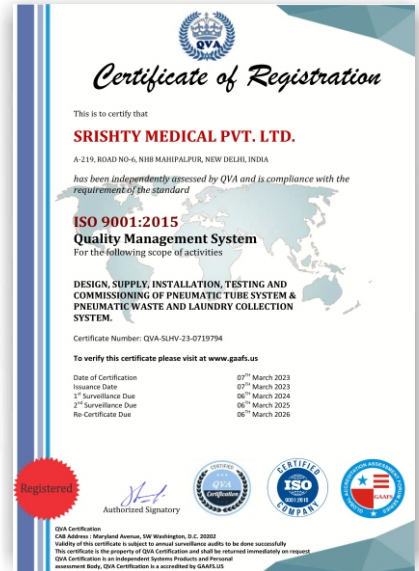 QVA
Certificate of Registration
This is to certify that
SRISHTY MEDICAL PVT. LTD.
A-219, ROAD NO-6, NHB MAHIPALPUR, NEW DELHI, INDIA
has been independently assessed by QVA and is compliance with the
requirement of the standard
ISO 9001:2015
Quality Management System
For the following scope of activities
DESIGN, SUPPLY, INSTALLATION, TESTING AND
COMMISSIONING OF PNEUMATIC TUBE SYSTEM &
PNEUMATIC WASTE AND LAUNDRY COLLECTION
SYSTEM.
Certificate Number: QVA-SLHV-23-0719794
To verify this certificate please visit at www.gaafs.us
Date of Certification 07TH March 2023
Issuance Date 07TH March 2023
1st Surveillance Due 06TH March 2024
2nd Surveillance Due 06TH March 2025
Re-Certificate Due 06TH March 2026
Registered
Authorized Signatory
CERTIFIED
QVA
Certification
CERTIFIED
ISO
9001:2015
COMPANY
GLOBAL ACCREDITATION ASSESSMENT FORUM
GAAFS
QVA Certification
CAB Address : Maryland Avenue, SW Washington, D.C. 20202
Validity of this certificate is subject to annual surveillance audits to be done successfully
This certificate is the property of QVA Certification and shall be returned immediately on request
QVA Certification is an independent Systems Products and Personal
assessment Body, QVA Certification is a accredited by GAAFS.US